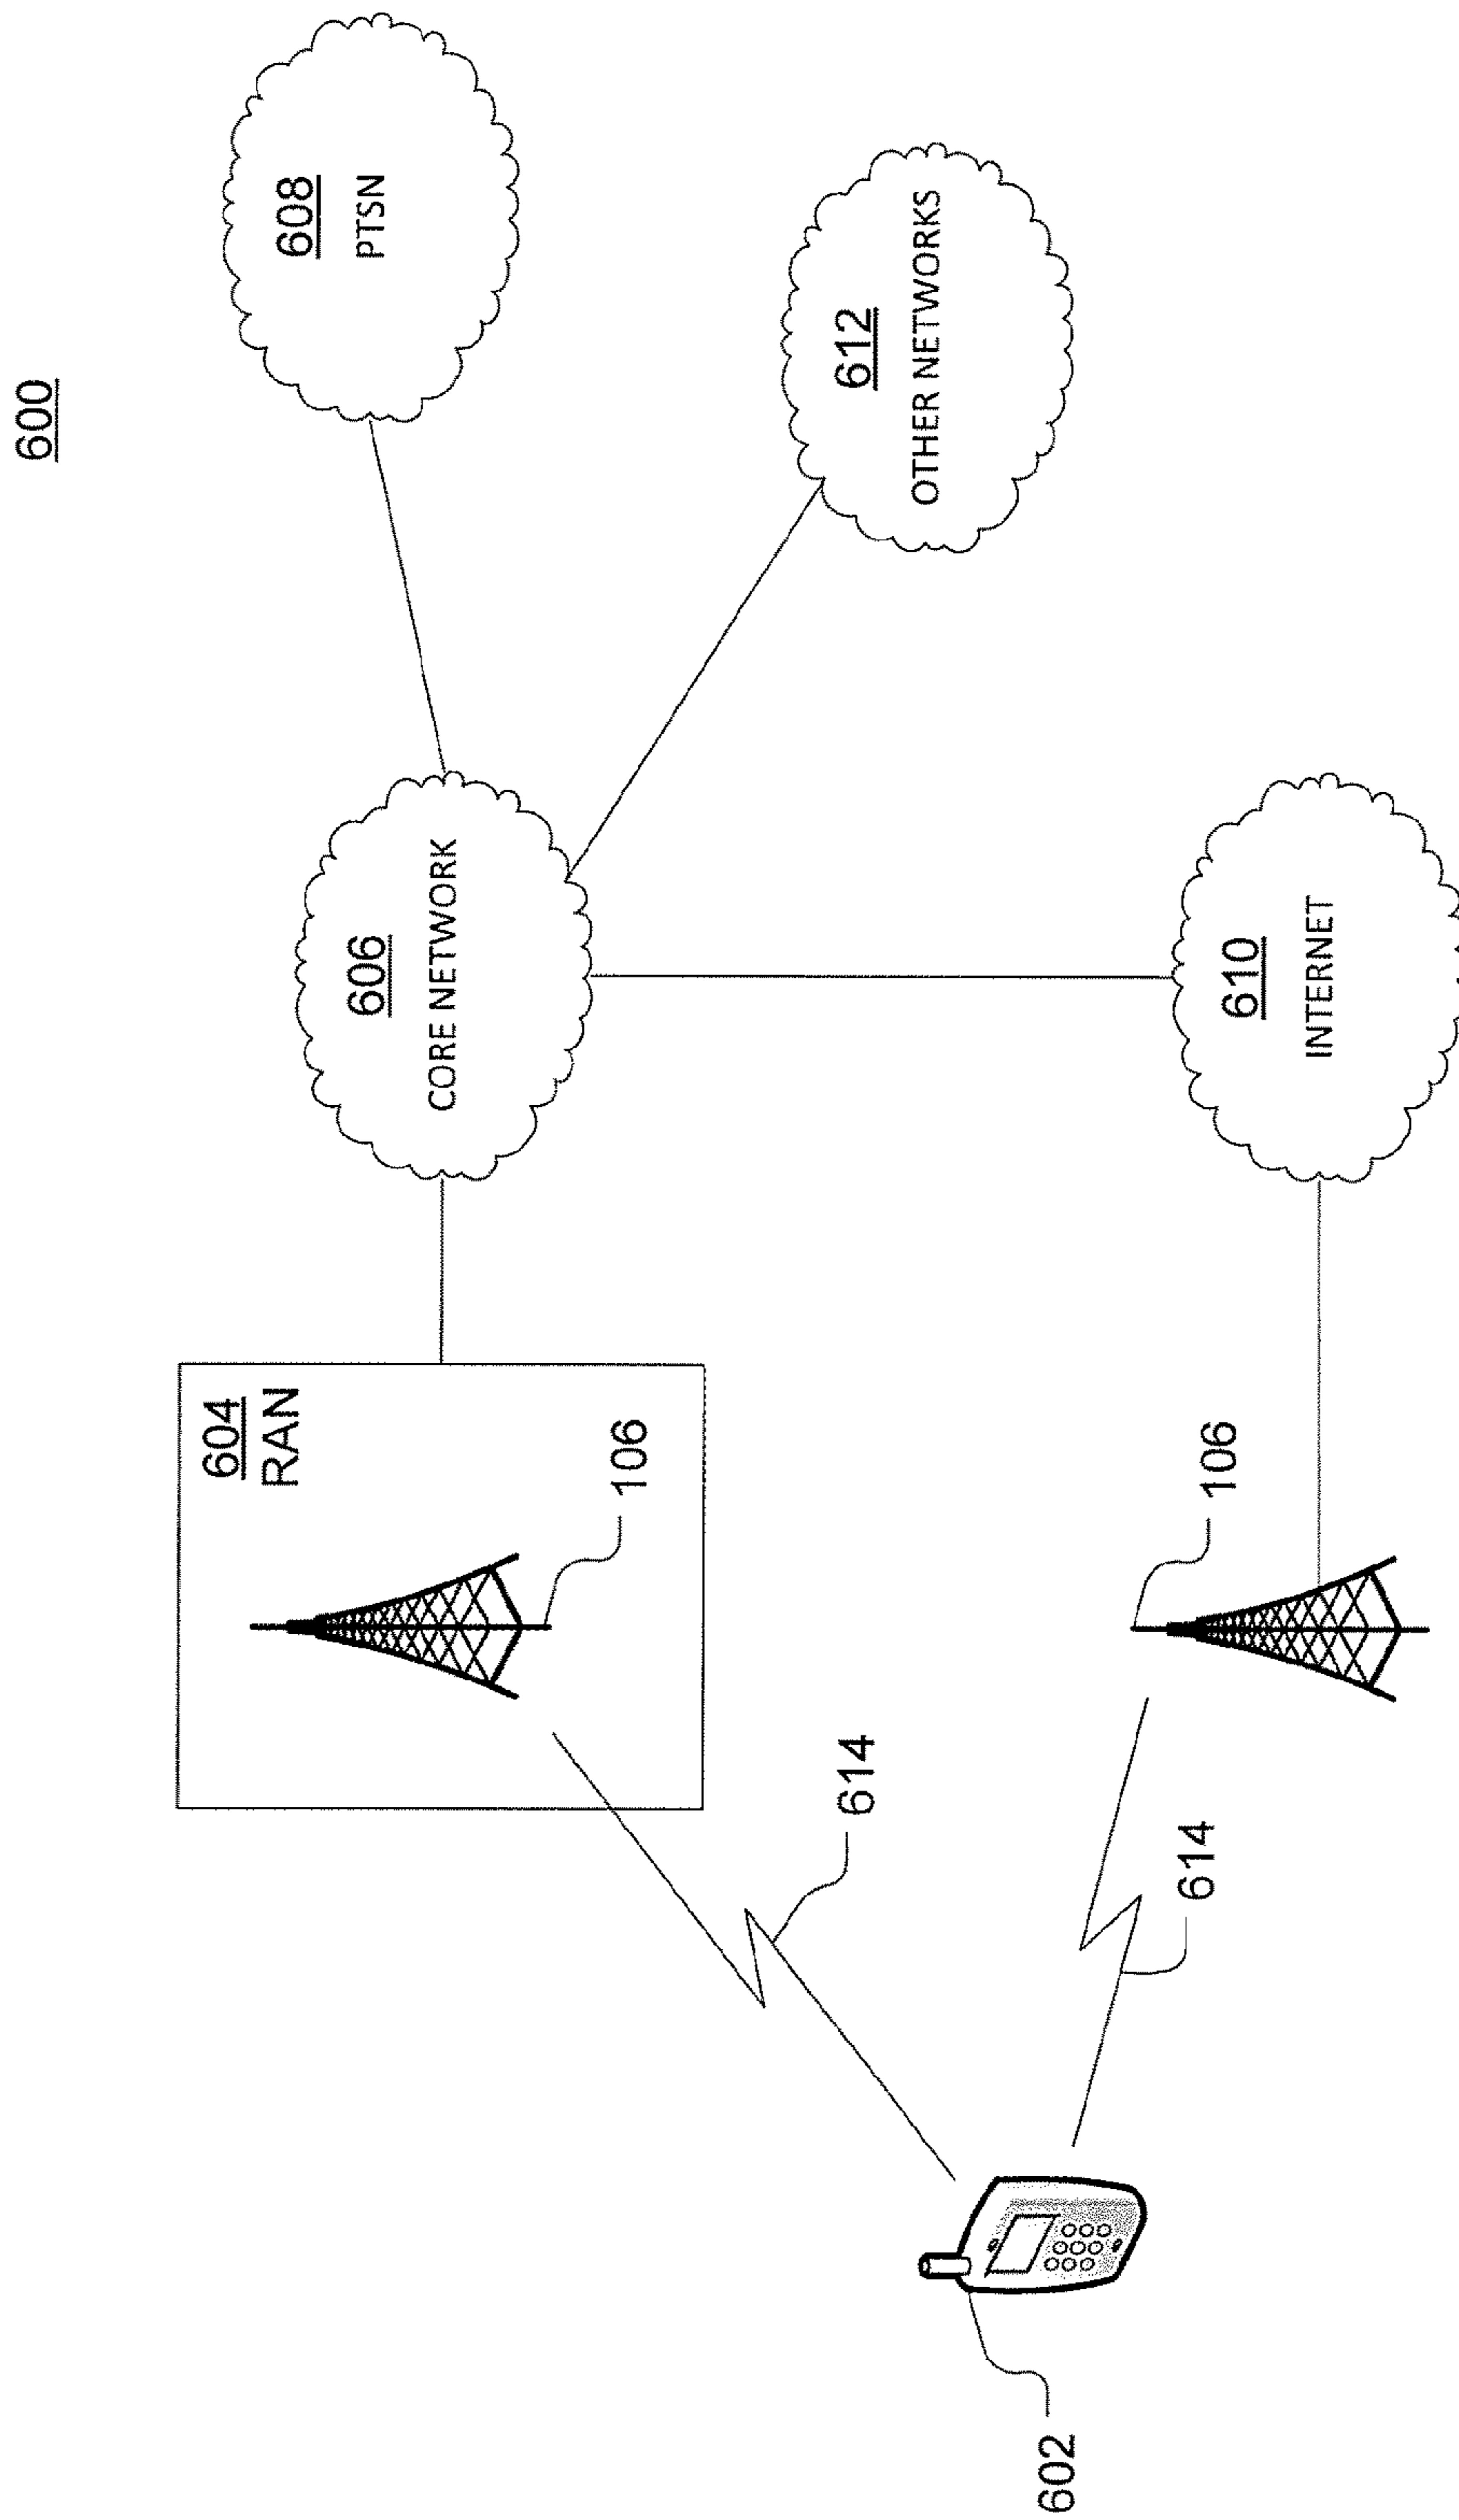 600
608
PTSN
604
RAN
606
CORE NETWORK
612
OTHER NETWORKS
106
614
106
610
INTERNET
614
602